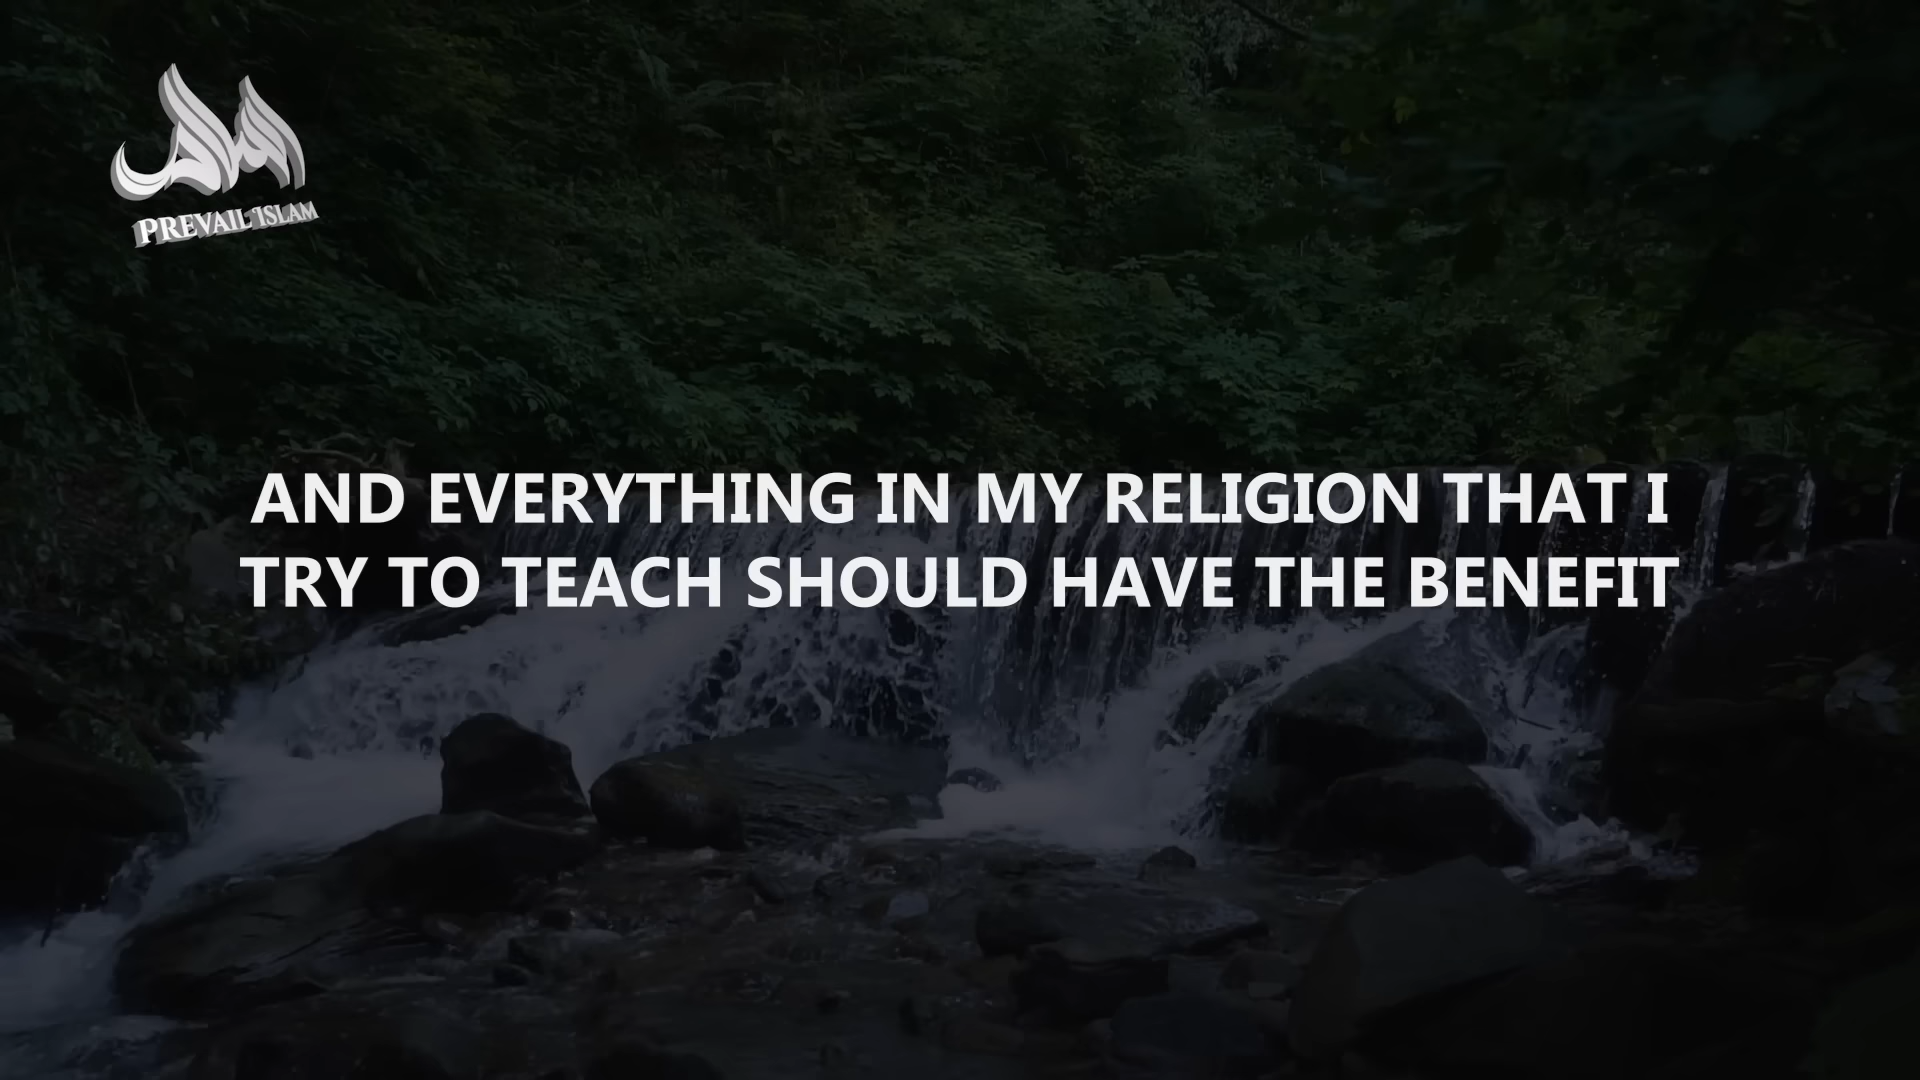 PREVAIL ISLAM
AND EVERYTHING IN MY RELIGION THAT I
TRY TO TEACH SHOULD HAVE THE BENEFIT